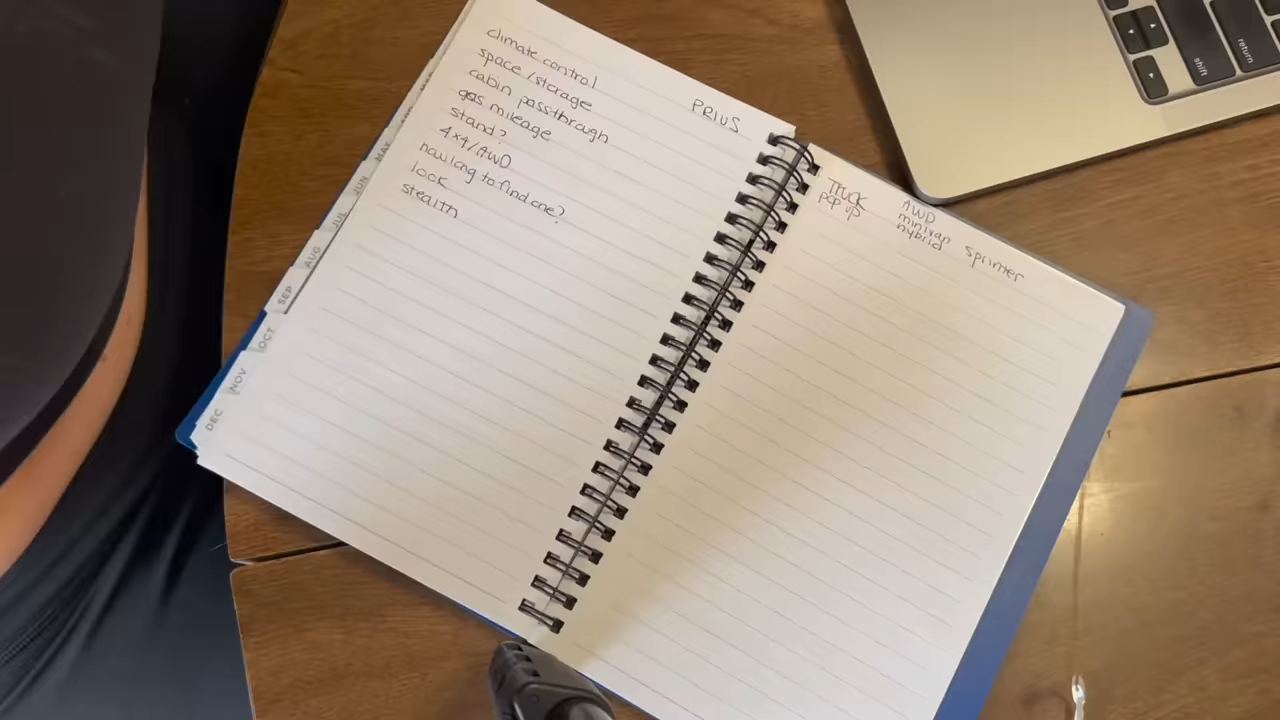 climate control
space/storage
cabin passthrough
gas mileage
stand?
4x4/AWD
how long to find one?
look
stealth
PRIUS
TRUCK
pop up
AWD
minivan
hybrid
sprinter
MAY
JUN
JUL
AUG
SEP
OCT
NOV
DEC
shift
return